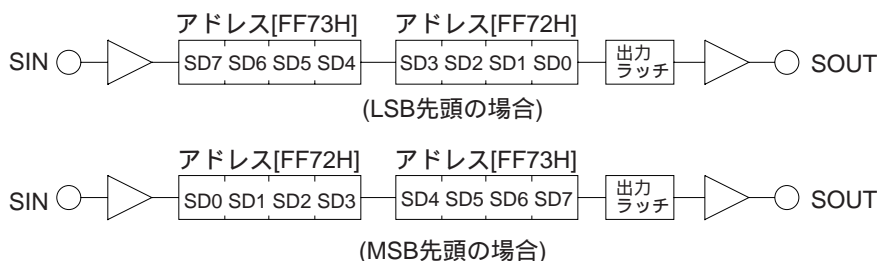 アドレス[FF73H] アドレス[FF72H]
SIN SD7 SD6 SD5 SD4 SD3 SD2 SD1 SD0 出力 SOUT
ラッチ
(LSB先頭の場合)
アドレス[FF72H] アドレス[FF73H]
SIN SD0 SD1 SD2 SD3 SD4 SD5 SD6 SD7 出力 SOUT
ラッチ
(MSB先頭の場合)